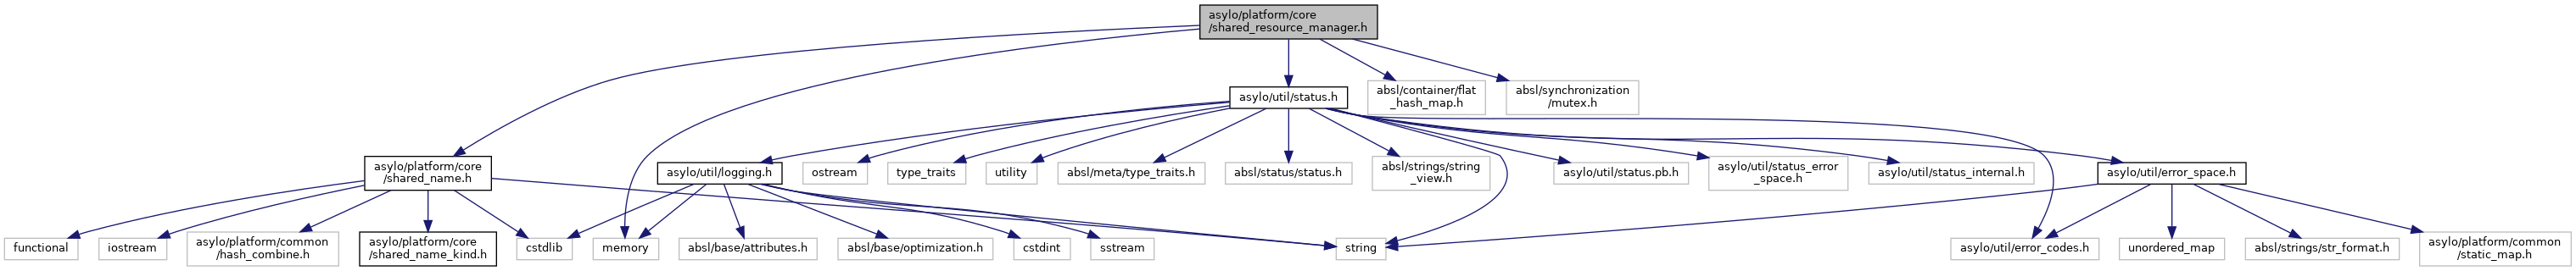 asylo/platform/core
/shared_resource_manager.h
absl/container/flat
_hash_map.h
absl/synchronization
/mutex.h
asylo/util/status.h
asylo/platform/core
/shared_name.h
asylo/util/logging.h
ostream
type_traits
utility
absl/meta/type_traits.h
absl/status/status.h
absl/strings/string
_view.h
asylo/util/status.pb.h
asylo/util/status_error
_space.h
asylo/util/status_internal.h
asylo/util/error_space.h
functional
iostream
asylo/platform/common
/hash_combine.h
asylo/platform/core
/shared_name_kind.h
cstdlib
memory
absl/base/attributes.h
absl/base/optimization.h
cstdint
sstream
string
asylo/util/error_codes.h
unordered_map
absl/strings/str_format.h
asylo/platform/common
/static_map.h